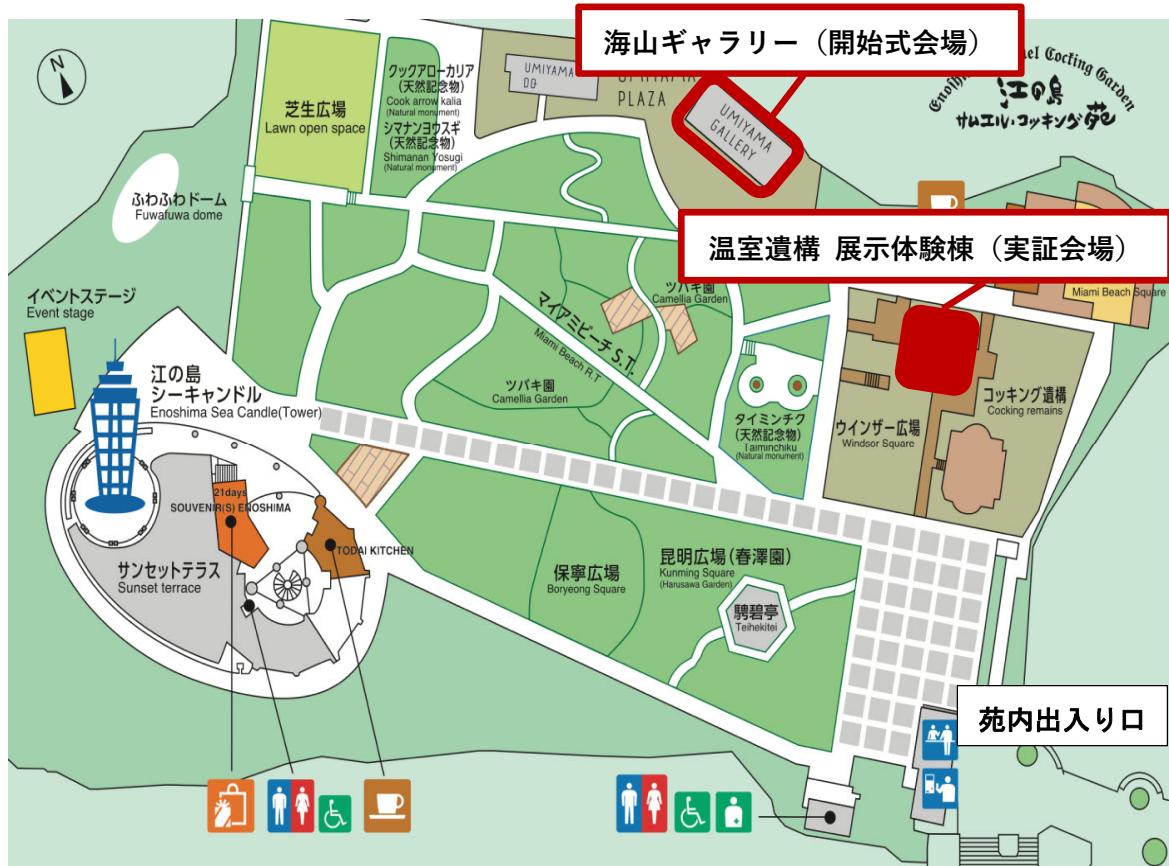 海山ギャラリー（開始式会場）
N
UMIYAMA
DO
PLAZA
UMIYAMA
GALLERY
Cocking Garden
江の島
サムエル・コッキング苑
クックアローカリア
(天然記念物)
Cook arrow kalia
(Natural monument)
シマナンヨウスギ
(天然記念物)
Shimanan Yosugi
(Natural monument)
芝生広場
Lawn open space
ふわふわドーム
Fuwafuwa dome
温室遺構 展示体験棟（実証会場）
イベントステージ
Event stage
ツバキ園
Camellia Garden
Miami Beach Square
マイアミビーチS.T.
Miami Beach R.T
江の島
シーキャンドル
Enoshima Sea Candle(Tower)
ツバキ園
Camellia Garden
タイミンチク
(天然記念物)
Taiminchiku
(Natural monument)
コッキング遺構
Cocking remains
ウインザー広場
Windsor Square
21days
SOUVENIR(S) ENOSHIMA
TODAI KITCHEN
サンセットテラス
Sunset terrace
保寧広場
Boryeong Square
昆明広場(春澤園)
Kunming Square
(Harusawa Garden)
騁碧亭
Teihekitei
苑内出入り口